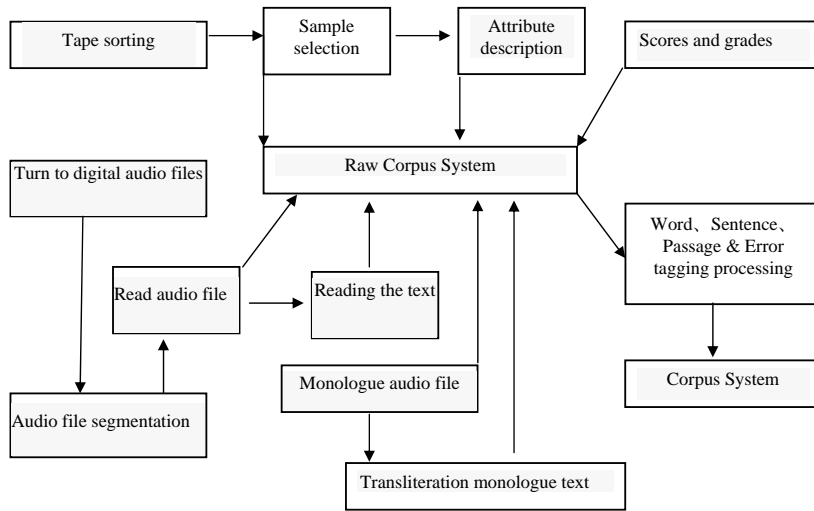 Tape sorting
Sample
selection
Attribute
description
Scores and grades
Raw Corpus System
Turn to digital audio files
Word、Sentence、
Passage & Error
tagging processing
Read audio file
Reading the text
Monologue audio file
Corpus System
Audio file segmentation
Transliteration monologue text